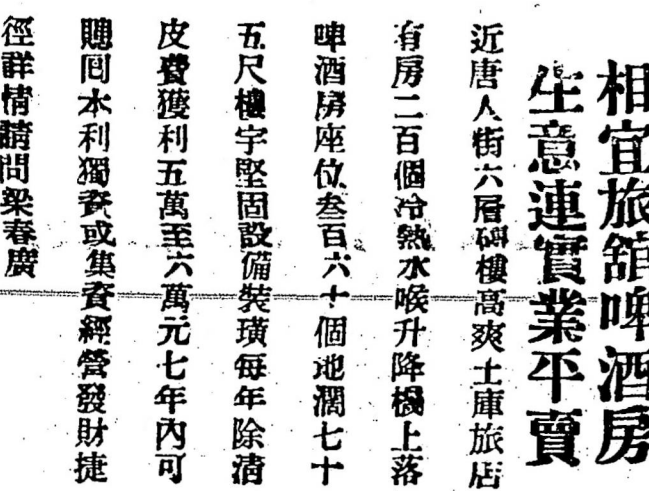 相宜旅舘啤酒房
生意連實業平賣
近唐人街六層磚樓高爽土庫旅店
有房二百個冷熱水喉升降機上落
啤酒房座位叁百六十個地濶七十
五尺樓宇堅固設備裝璜每年除清
皮費獲利五萬至六萬元七年內可
賺回本利獨資或集資經營發財捷
徑詳情請問梁春廣